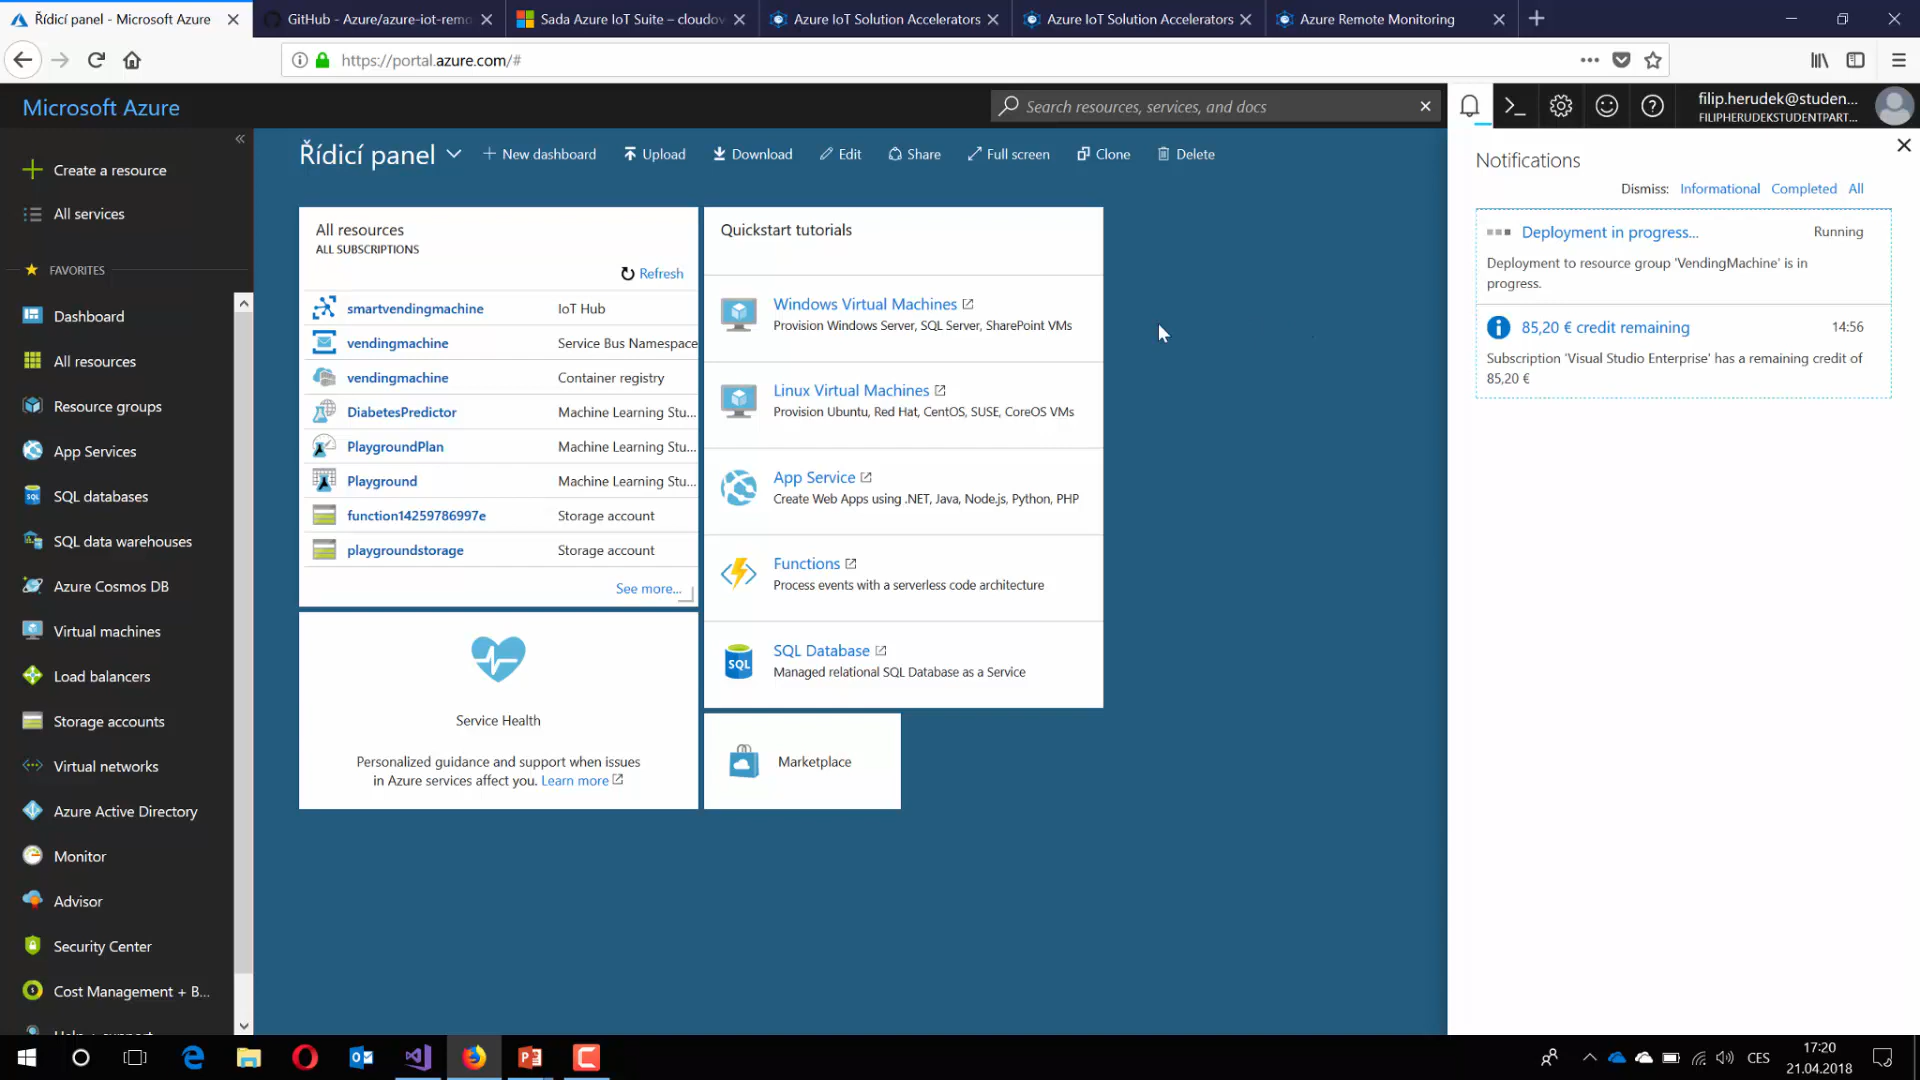 Řídicí panel - Microsoft Azure
GitHub - Azure/azure-iot-remo
Sada Azure IoT Suite – cloudov
Azure IoT Solution Accelerators
Azure IoT Solution Accelerators
Azure Remote Monitoring
https://portal.azure.com/#
Microsoft Azure
Search resources, services, and docs
filip.herudek@studen...
FILIPHERUDEKSTUDENTPART...
Create a resource
All services
FAVORITES
Dashboard
All resources
Resource groups
App Services
SQL databases
SQL data warehouses
Azure Cosmos DB
Virtual machines
Load balancers
Storage accounts
Virtual networks
Azure Active Directory
Monitor
Advisor
Security Center
Cost Management + B...
Řídicí panel
New dashboard
Upload
Download
Edit
Share
Full screen
Clone
Delete
All resources
ALL SUBSCRIPTIONS
Refresh
smartvendingmachine IoT Hub
vendingmachine Service Bus Namespace
vendingmachine Container registry
DiabetesPredictor Machine Learning Stu...
PlaygroundPlan Machine Learning Stu...
Playground Machine Learning Stu...
function14259786997e Storage account
playgroundstorage Storage account
See more...
Service Health
Personalized guidance and support when issues
in Azure services affect you. Learn more
Quickstart tutorials
Windows Virtual Machines
Provision Windows Server, SQL Server, SharePoint VMs
Linux Virtual Machines
Provision Ubuntu, Red Hat, CentOS, SUSE, CoreOS VMs
App Service
Create Web Apps using .NET, Java, Node.js, Python, PHP
Functions
Process events with a serverless code architecture
SQL
SQL Database
Managed relational SQL Database as a Service
Marketplace
Notifications
Dismiss: Informational Completed All
Deployment in progress... Running
Deployment to resource group 'VendingMachine' is in
progress.
85,20 € credit remaining 14:56
Subscription 'Visual Studio Enterprise' has a remaining credit of
85,20 €
CES
17:20
21.04.2018